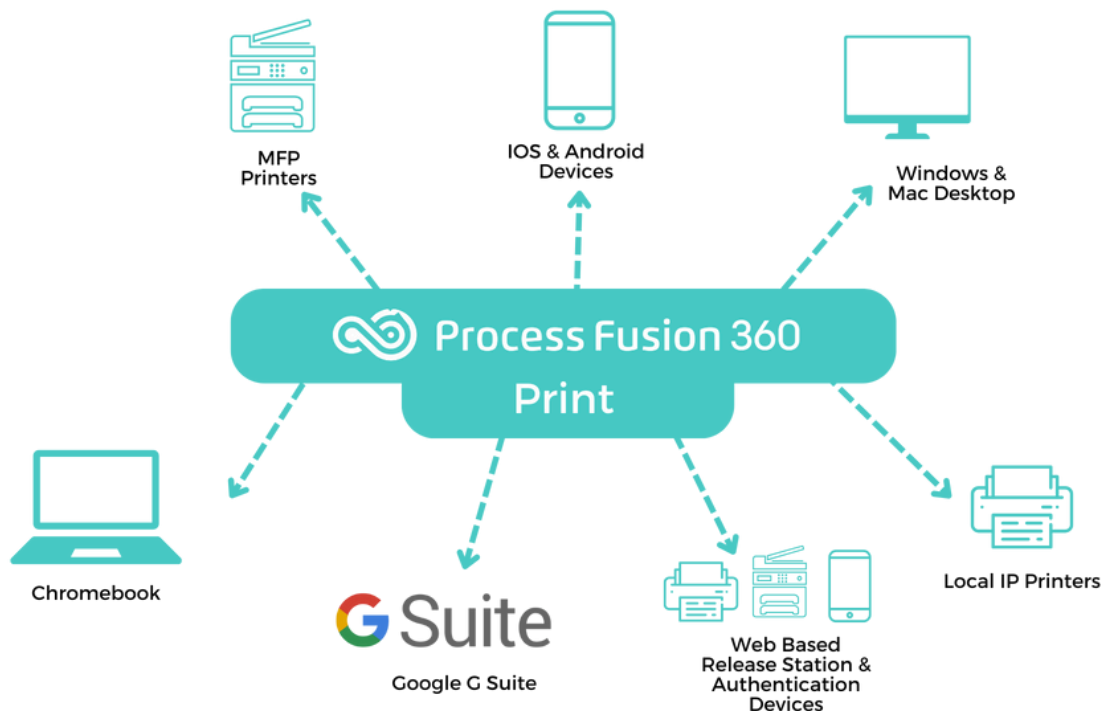 MFP
Printers
IOS & Android
Devices
Windows &
Mac Desktop
Process Fusion 360
Print
Chromebook
G Suite
Google G Suite
Web Based
Release Station &
Authentication
Devices
Local IP Printers